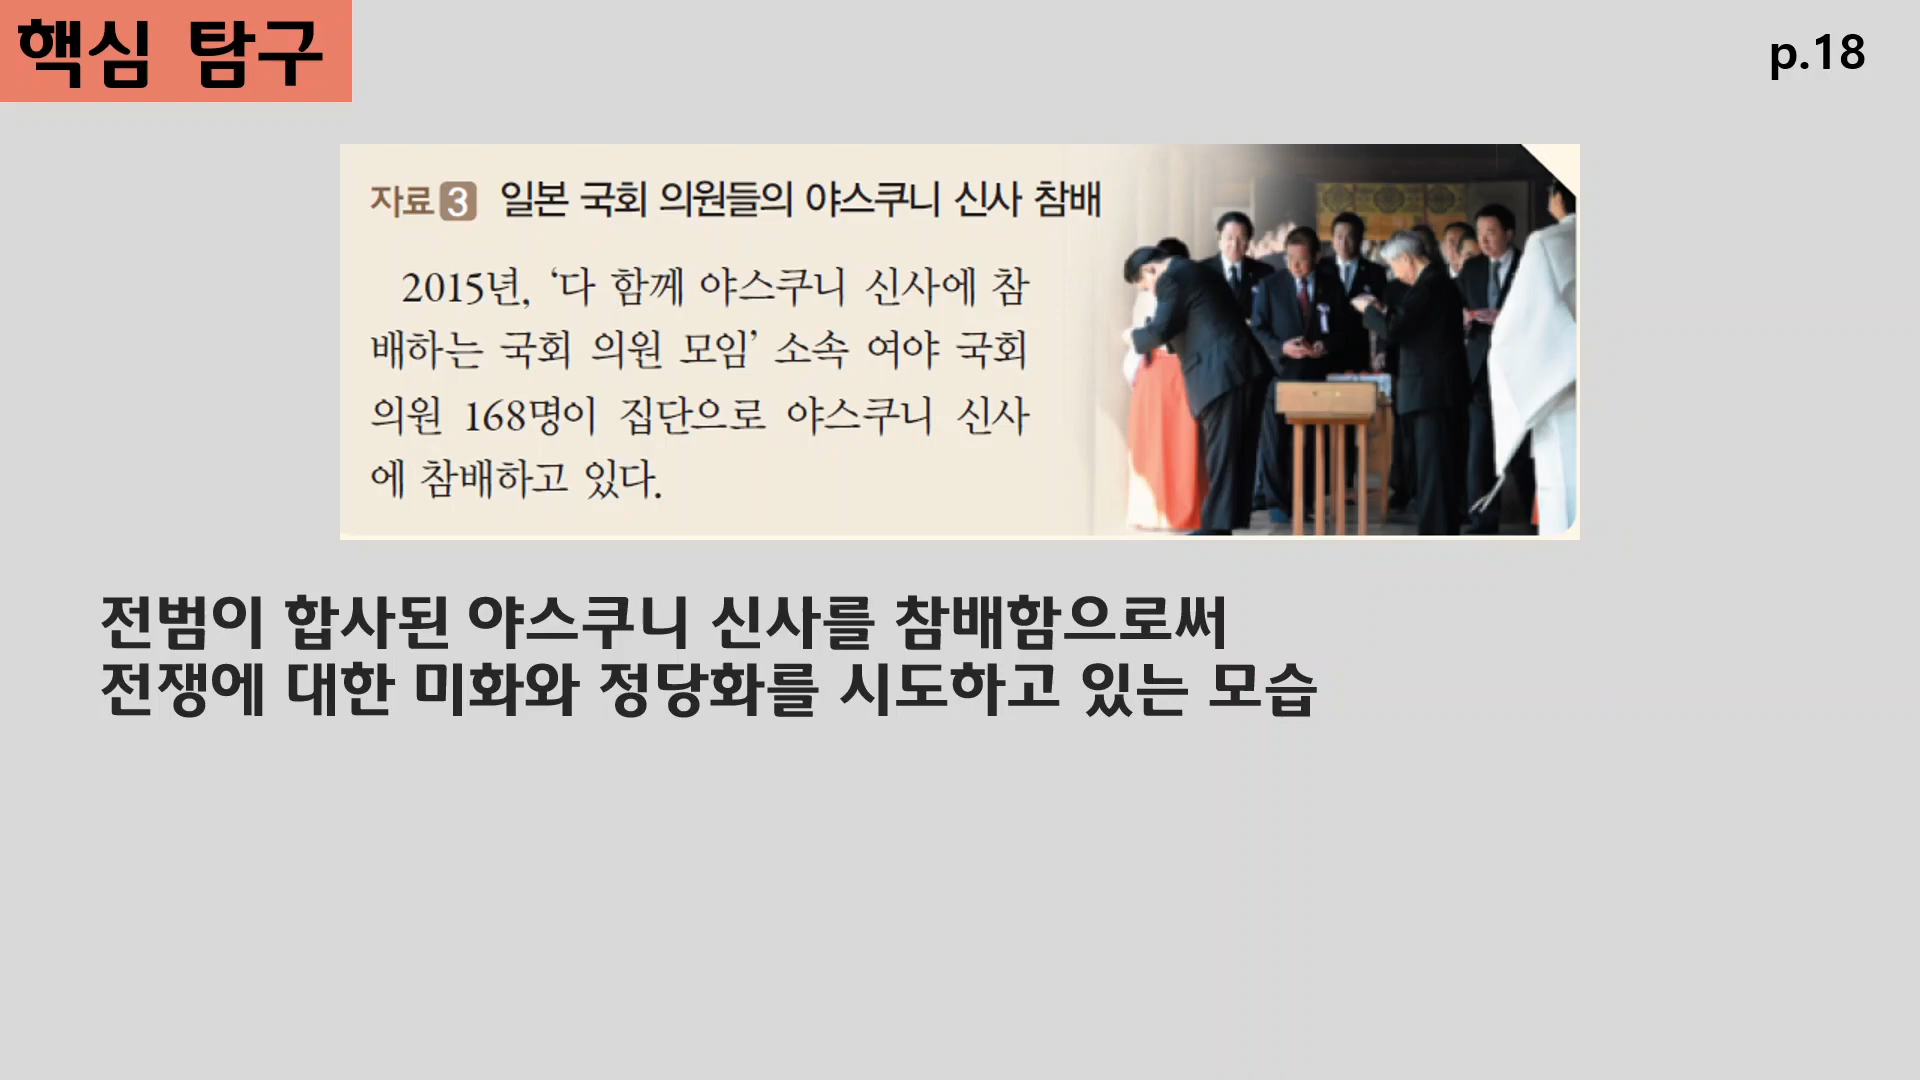 핵심 탐구
p.18
자료 3 일본 국회 의원들의 야스쿠니 신사 참배
2015년, ‘다 함께 야스쿠니 신사에 참
배하는 국회 의원 모임’ 소속 여야 국회
의원 168명이 집단으로 야스쿠니 신사
에 참배하고 있다.
전범이 합사된 야스쿠니 신사를 참배함으로써
전쟁에 대한 미화와 정당화를 시도하고 있는 모습